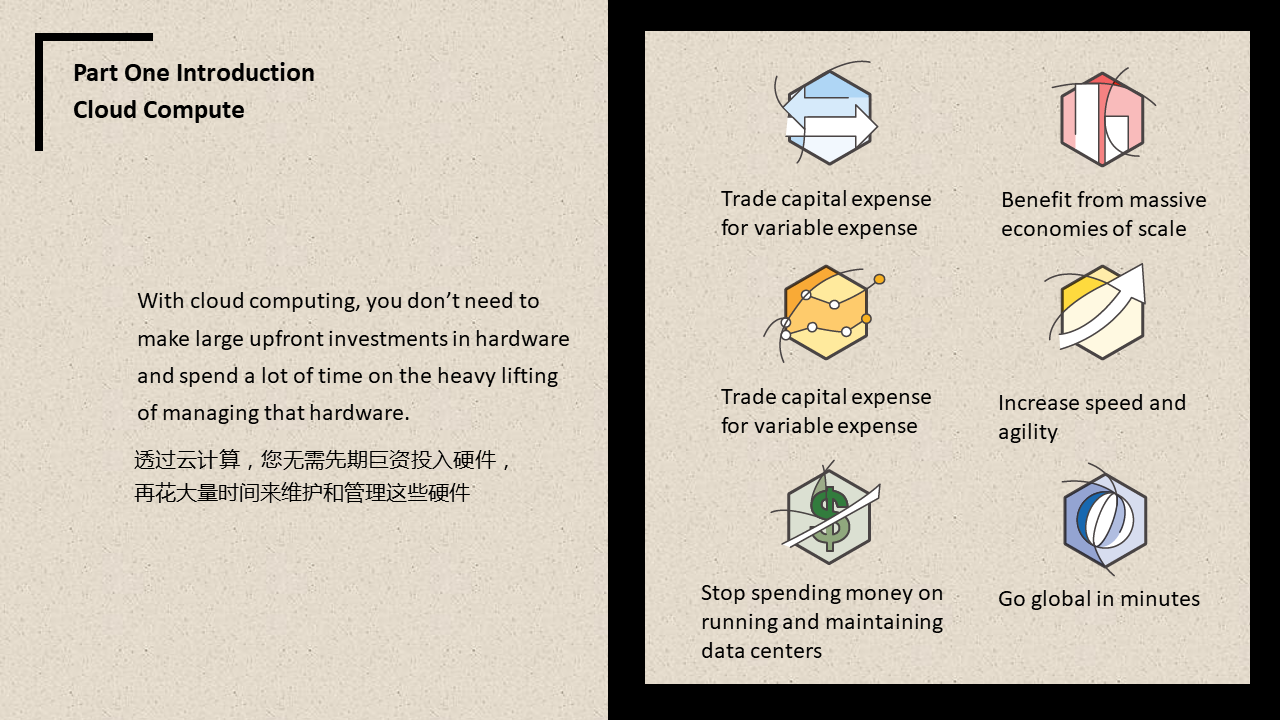 Part One Introduction
Cloud Compute
With cloud computing, you don’t need to
make large upfront investments in hardware
and spend a lot of time on the heavy lifting
of managing that hardware.
透过云计算，您无需先期巨资投入硬件，
再花大量时间来维护和管理这些硬件
Trade capital expense
for variable expense
Benefit from massive
economies of scale
Trade capital expense
for variable expense
Increase speed and
agility
Stop spending money on
running and maintaining
data centers
Go global in minutes